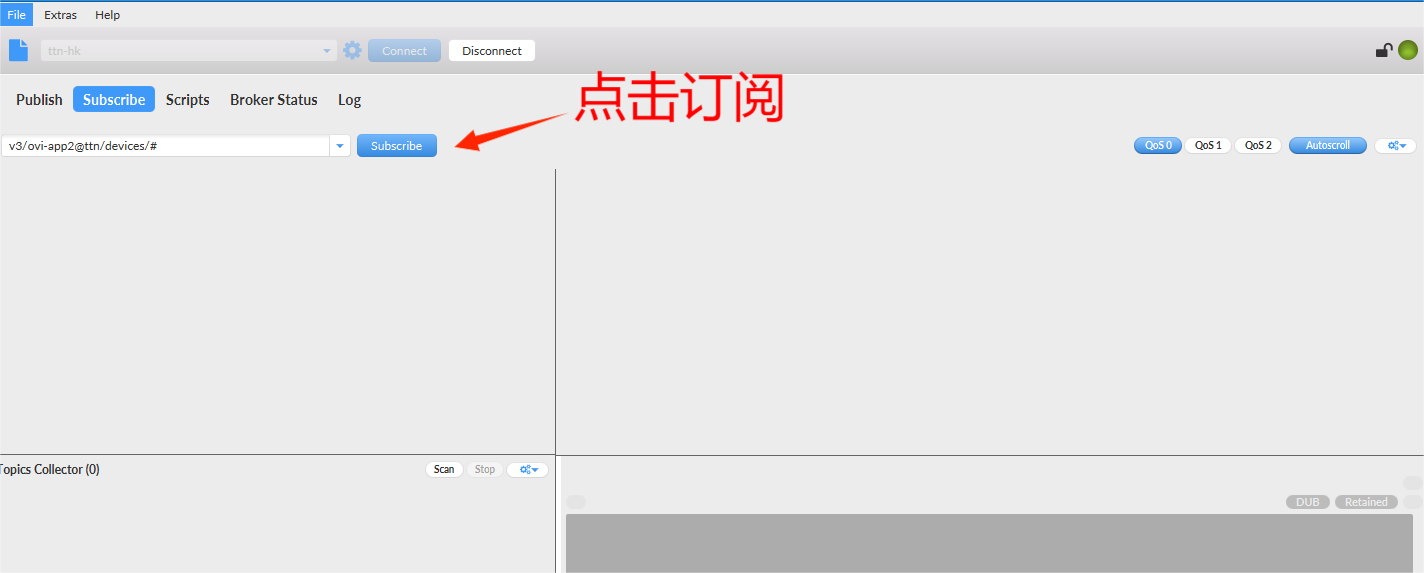 File Extras Help
ttn-hk Connect Disconnect
Publish Subscribe Scripts Broker Status Log
点击订阅
v3/ovi-app2@ttn/devices/# Subscribe QoS 0 QoS 1 QoS 2 Autoscroll
Topics Collector (0) Scan Stop
DUB Retained